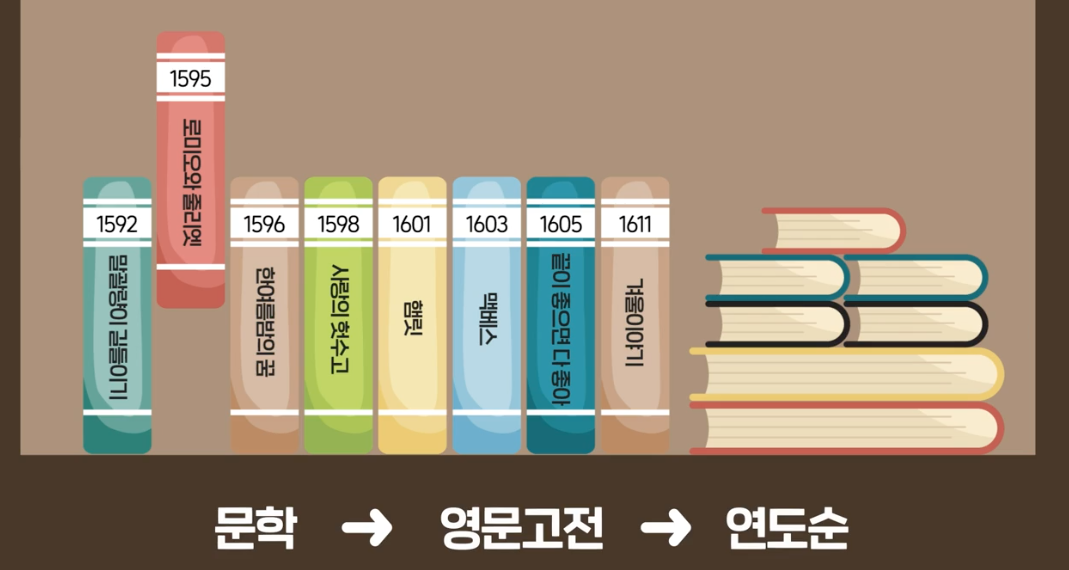 1592
말괄량이 길들이기
1595
로미오와 줄리엣
1596
한여름밤의 꿈
1598
사랑의 헛수고
1601
햄릿
1603
맥베스
1605
끝이 좋으면 다 좋아
1611
겨울이야기
문학 → 영문고전 → 연도순